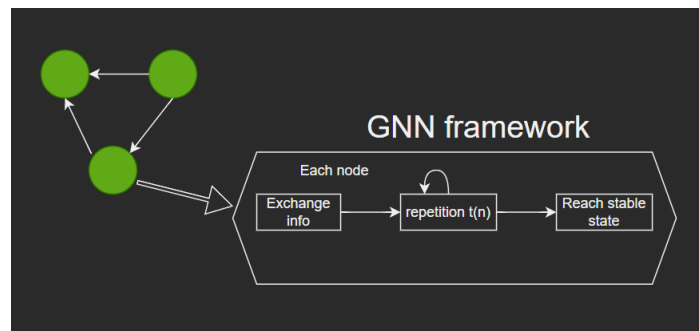 GNN framework
Each node
Exchange
info
repetition t(n)
Reach stable
state